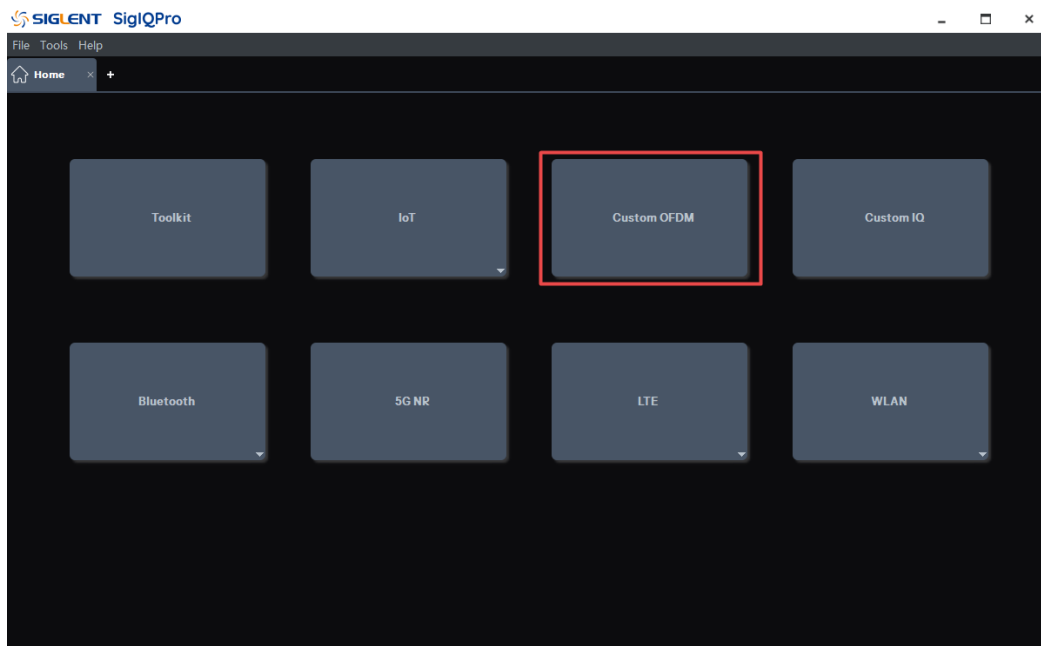 SIGLENT SigIQPro
File Tools Help
Home
Toolkit
IoT
Custom OFDM
Custom IQ
Bluetooth
5G NR
LTE
WLAN